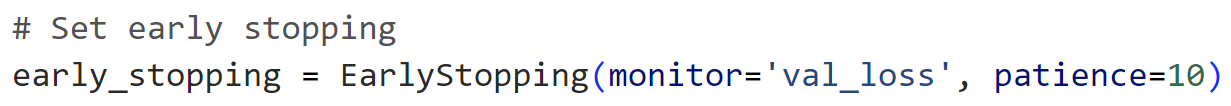 # Set early stopping
early_stopping = EarlyStopping(monitor='val_loss', patience=10)